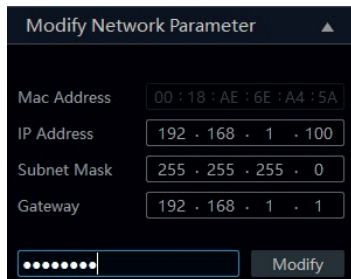 Modify Network Parameter ▲
Mac Address 00 : 18 : AE : 6E : A4 : 5A
IP Address 192 . 168 . 1 . 100
Subnet Mask 255 . 255 . 255 . 0
Gateway 192 . 168 . 1 . 1
●●●●●●●● Modify